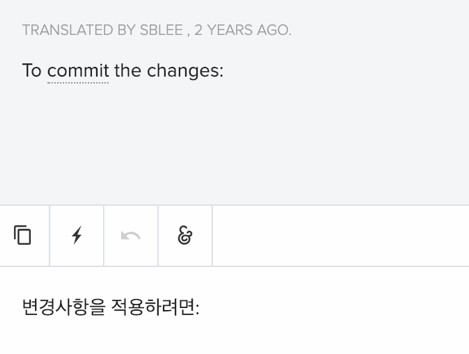 TRANSLATED BY SBLEE , 2 YEARS AGO.
To commit the changes:
&
변경사항을 적용하려면: